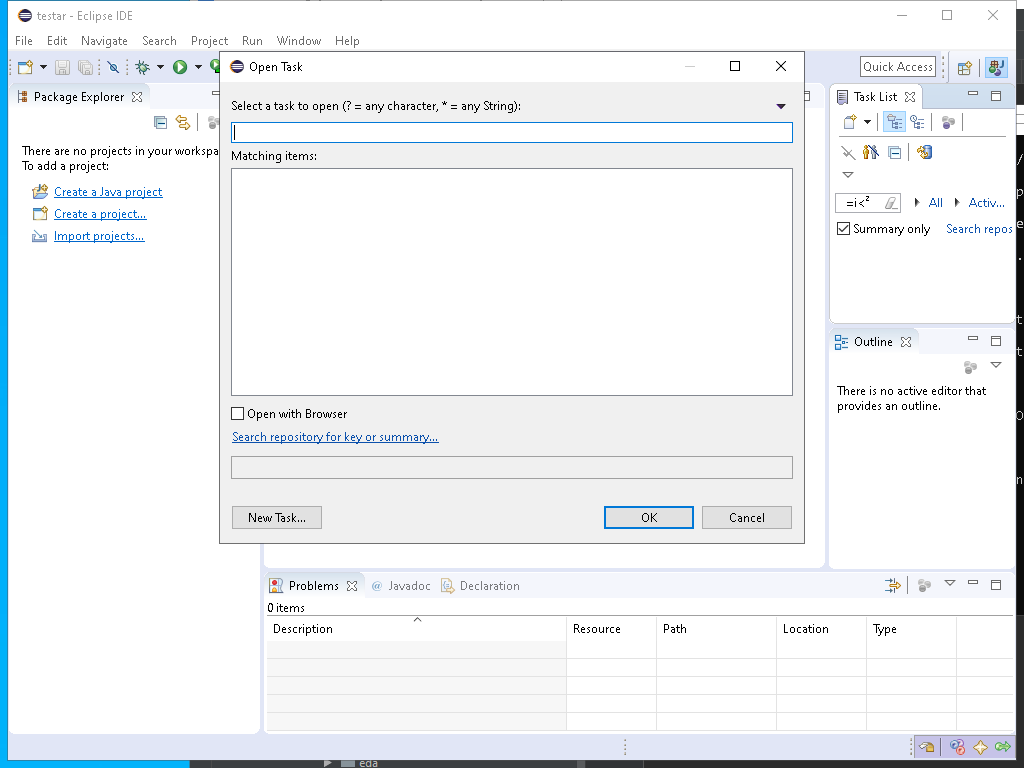 testar - Eclipse IDE
File Edit Navigate Search Project Run Window Help
Quick Access
Package Explorer
There are no projects in your workspa
To add a project:
Create a Java project
Create a project...
Import projects...
Open Task
Select a task to open (? = any character, * = any String):
Matching items:
Open with Browser
Search repository for key or summary...
New Task...
OK
Cancel
Task List
=i<²
All
Activ...
Summary only
Search repos
Outline
There is no active editor that
provides an outline.
Problems
@ Javadoc
Declaration
0 items
Description Resource Path Location Type
eda